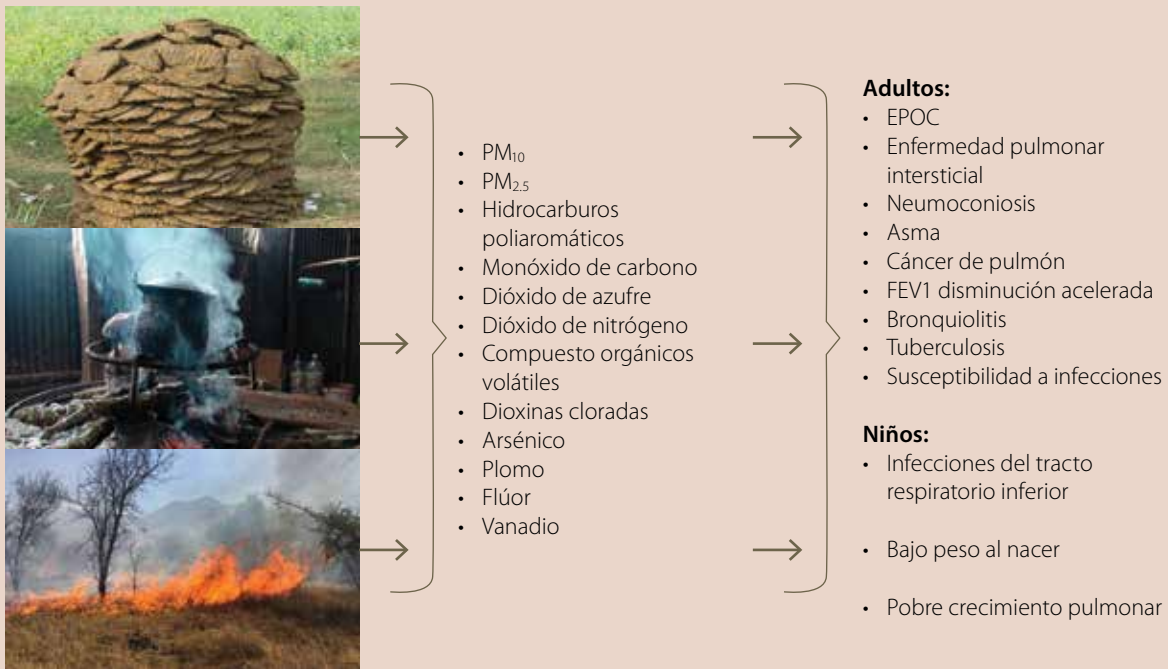 • PM10
• PM2.5
• Hidrocarburos
poliaromáticos
• Monóxido de carbono
• Dióxido de azufre
• Dióxido de nitrógeno
• Compuesto orgánicos
volátiles
• Dioxinas cloradas
• Arsénico
• Plomo
• Flúor
• Vanadio
Adultos:
• EPOC
• Enfermedad pulmonar
intersticial
• Neumoconiosis
• Asma
• Cáncer de pulmón
• FEV1 disminución acelerada
• Bronquiolitis
• Tuberculosis
• Susceptibilidad a infecciones
Niños:
• Infecciones del tracto
respiratorio inferior
• Bajo peso al nacer
• Pobre crecimiento pulmonar